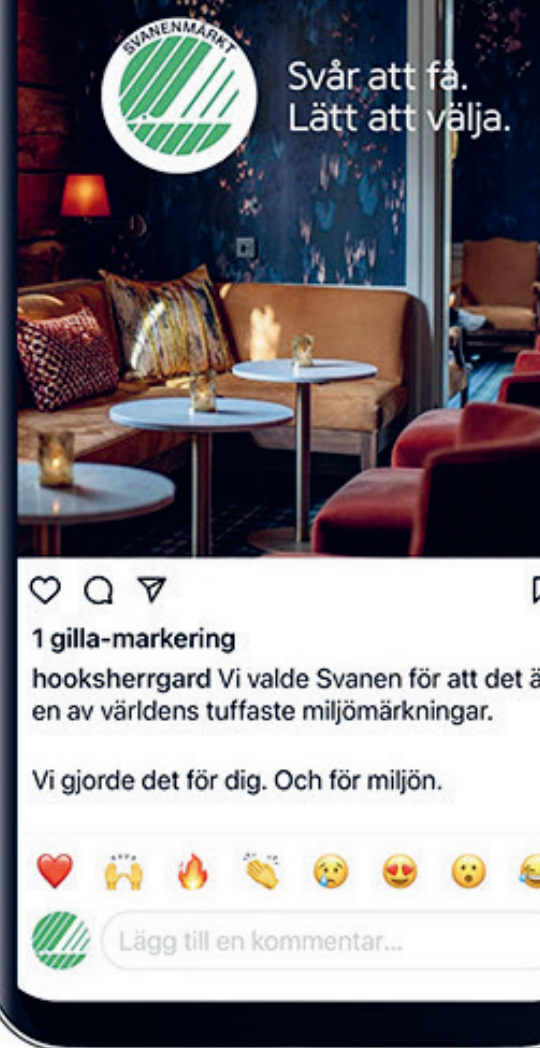 SVANENMÄRKT
Svår att få.
Lätt att välja.
1 gilla-markering
hooksherrgard Vi valde Svanen för att det ä
en av världens tuffaste miljömärkningar.
Vi gjorde det för dig. Och för miljön.
Lägg till en kommentar...